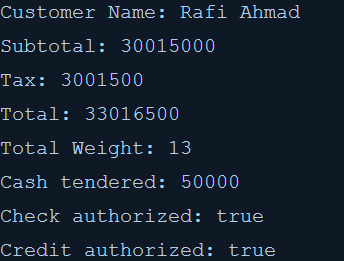 Customer Name: Rafi Ahmad
Subtotal: 30015000
Tax: 3001500
Total: 33016500
Total Weight: 13
Cash tendered: 50000
Check authorized: true
Credit authorized: true